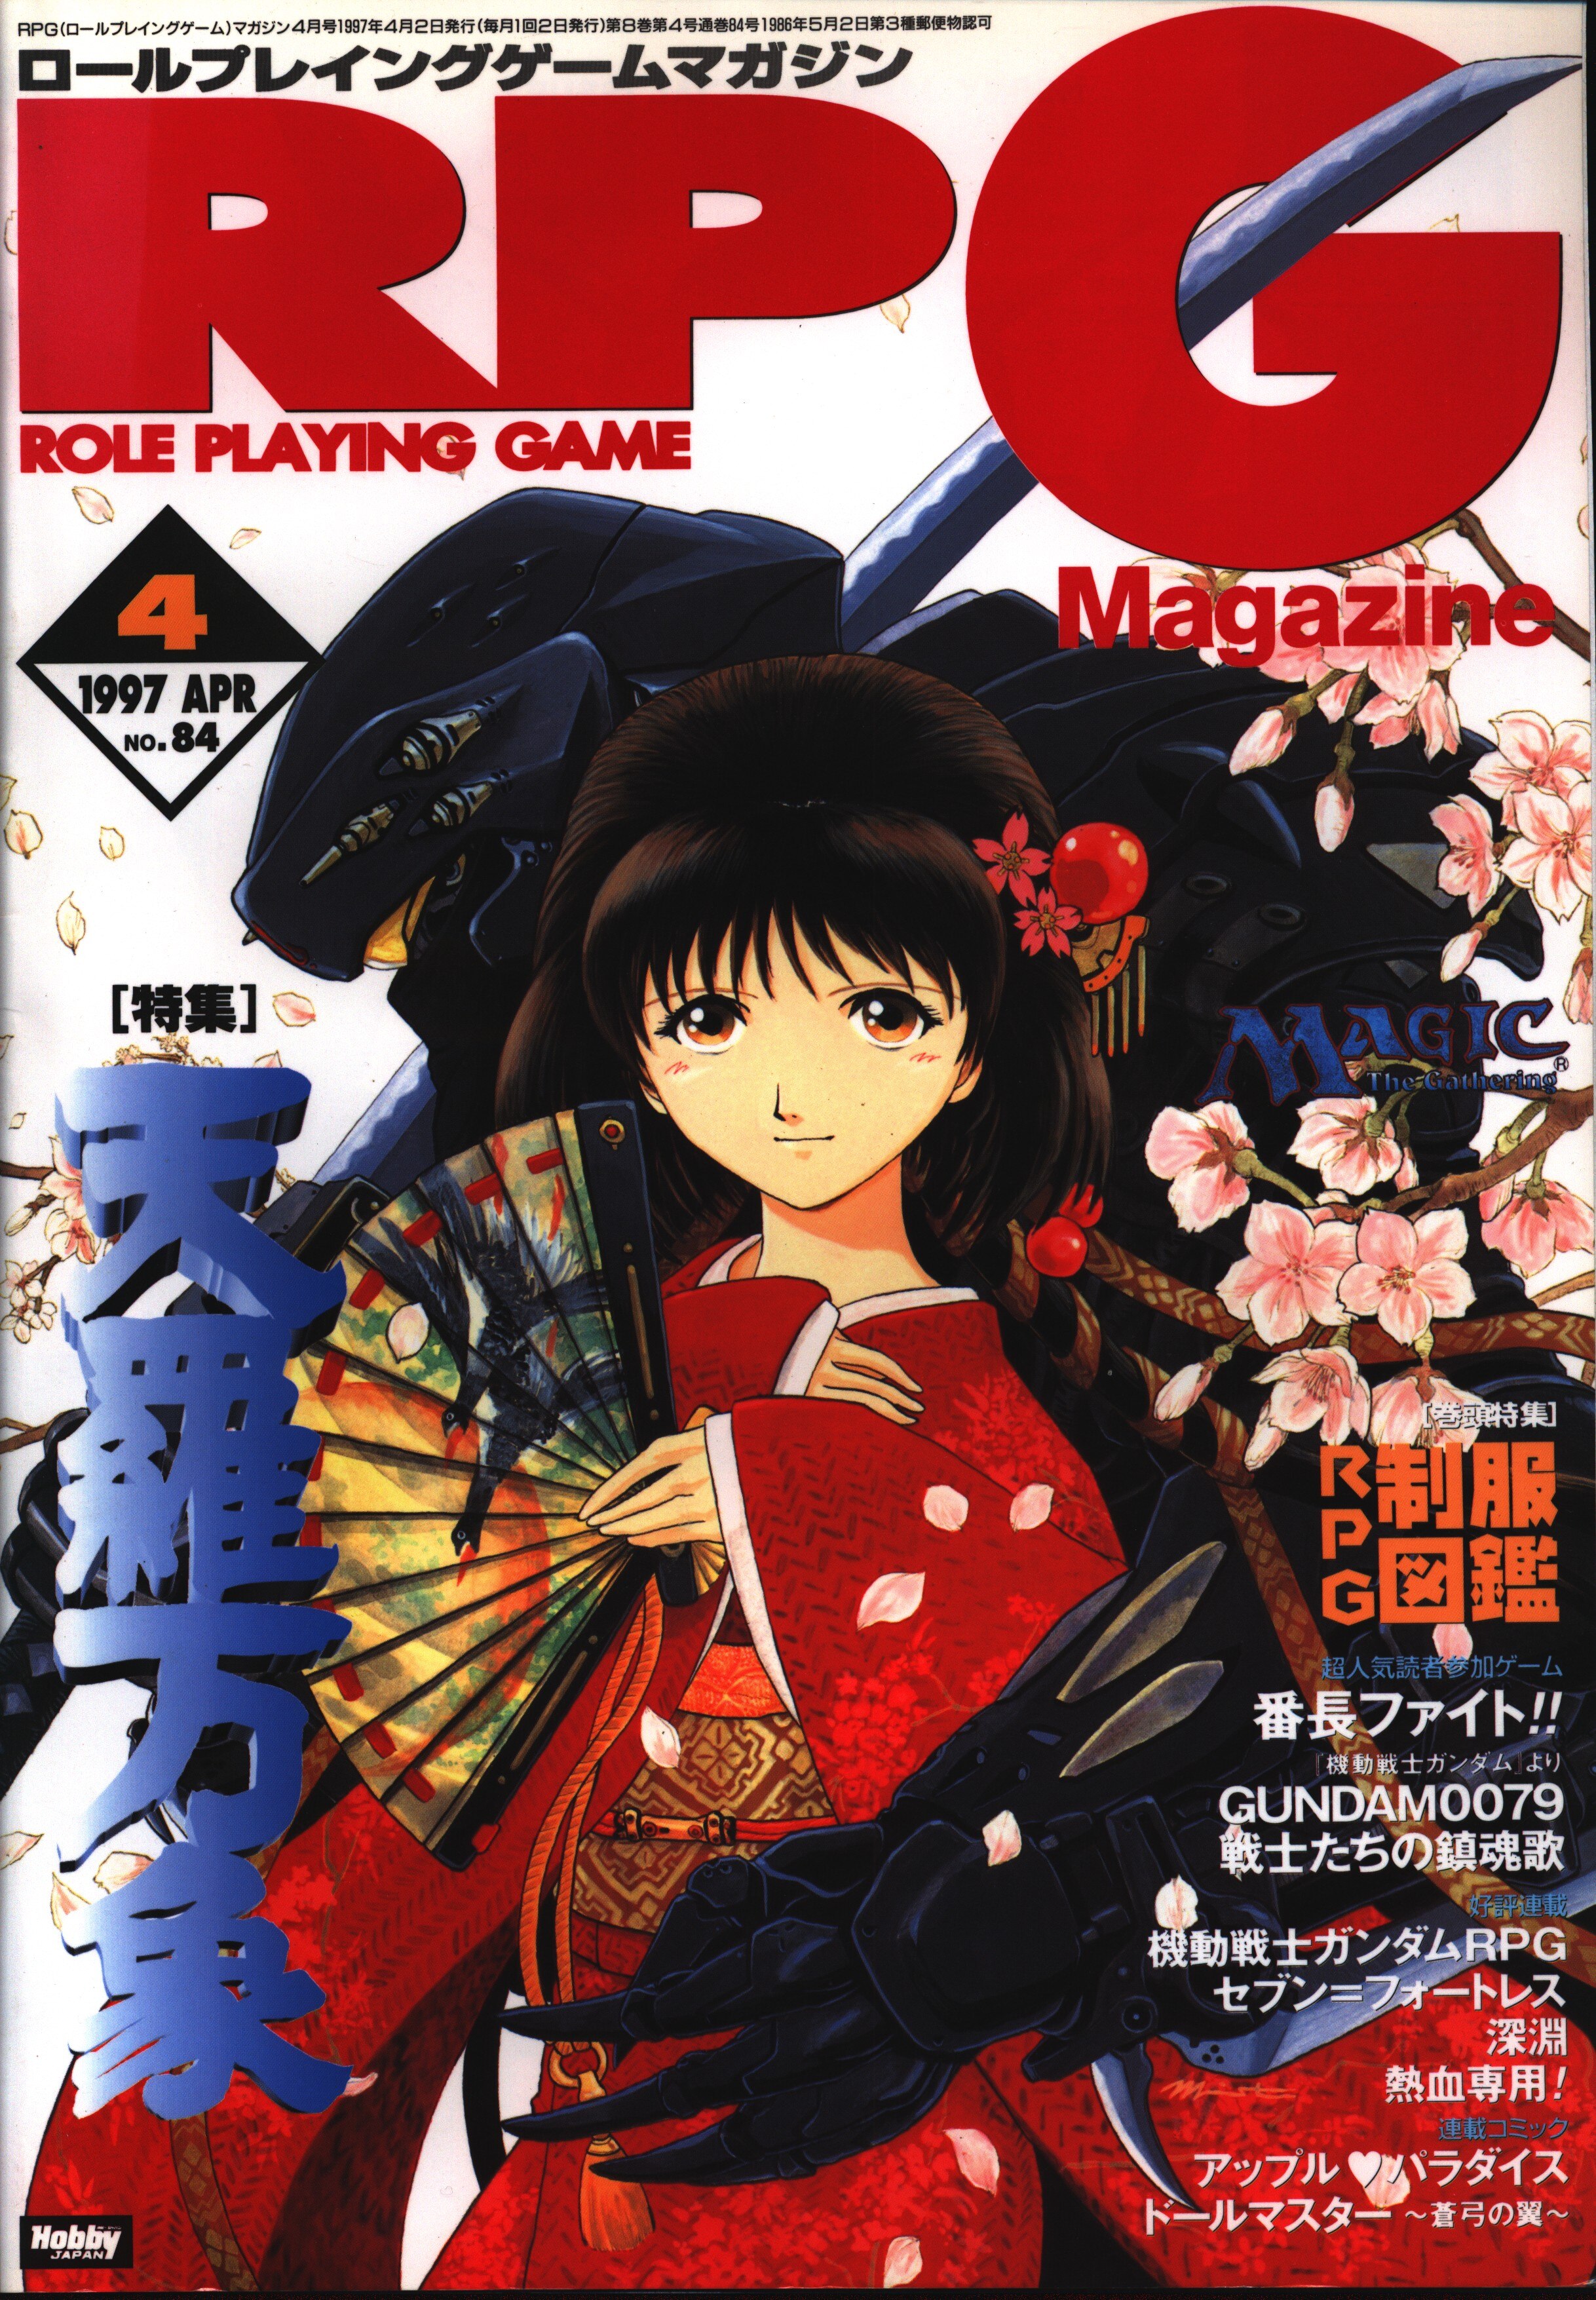 RPG(ロールプレイングゲーム)マガジン4月号1997年4月2日発行(毎月1回2日発行)第8巻第4号通巻84号1986年5月2日第3種郵便物認可
ロールプレイングゲームマガジン
RPG
ROLE PLAYING GAME
Magazine
4
1997 APR
NO.84
[特集]
天羅万象
MAGIC
The Gathering®
[巻頭特集]
RPG制服図鑑
超人気読者参加ゲーム
番長ファイト!!
『機動戦士ガンダム』より
GUNDAM0079
戦士たちの鎮魂歌
好評連載
機動戦士ガンダムRPG
セブン=フォートレス
深淵
熱血専用!
連載コミック
アップル♥パラダイス
ドールマスター ~蒼弓の翼~
Hobby
JAPAN